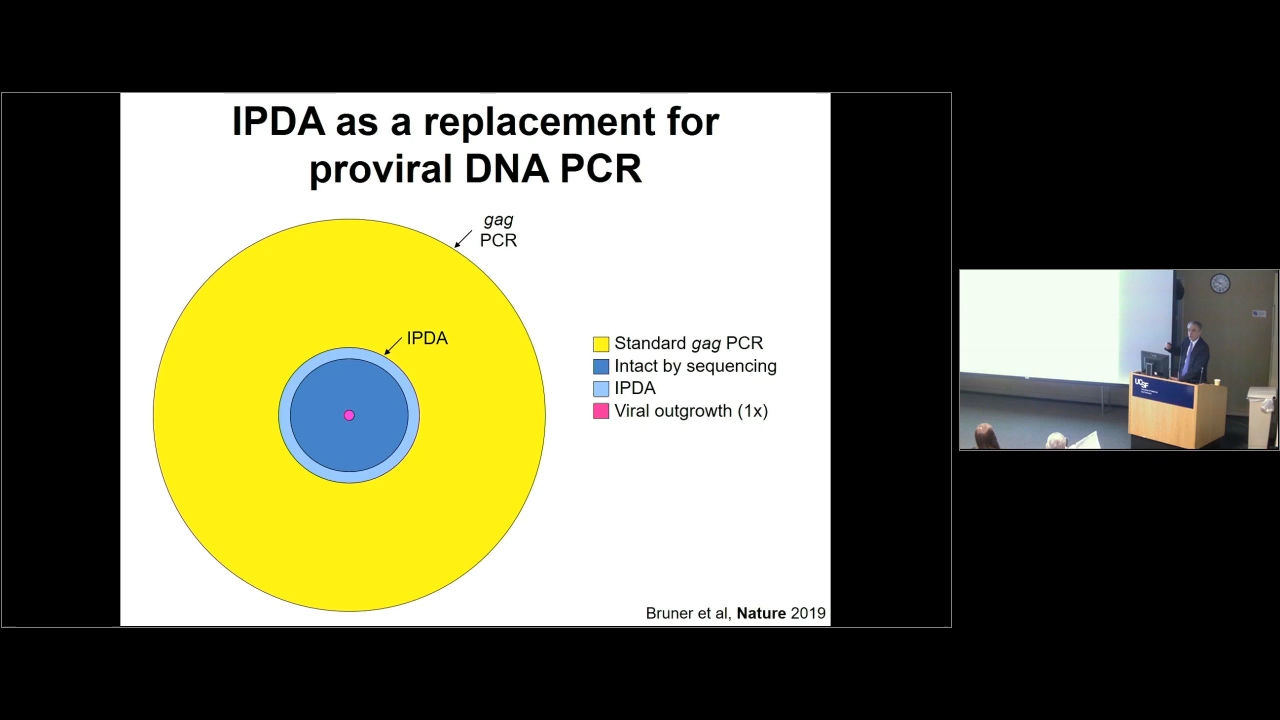 IPDA as a replacement for
proviral DNA PCR
gag
PCR
IPDA
Standard gag PCR
Intact by sequencing
IPDA
Viral outgrowth (1x)
Bruner et al, Nature 2019
UCSF